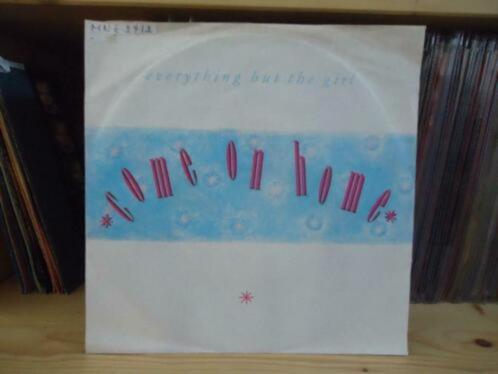 everything but the girl
*come on home*
*